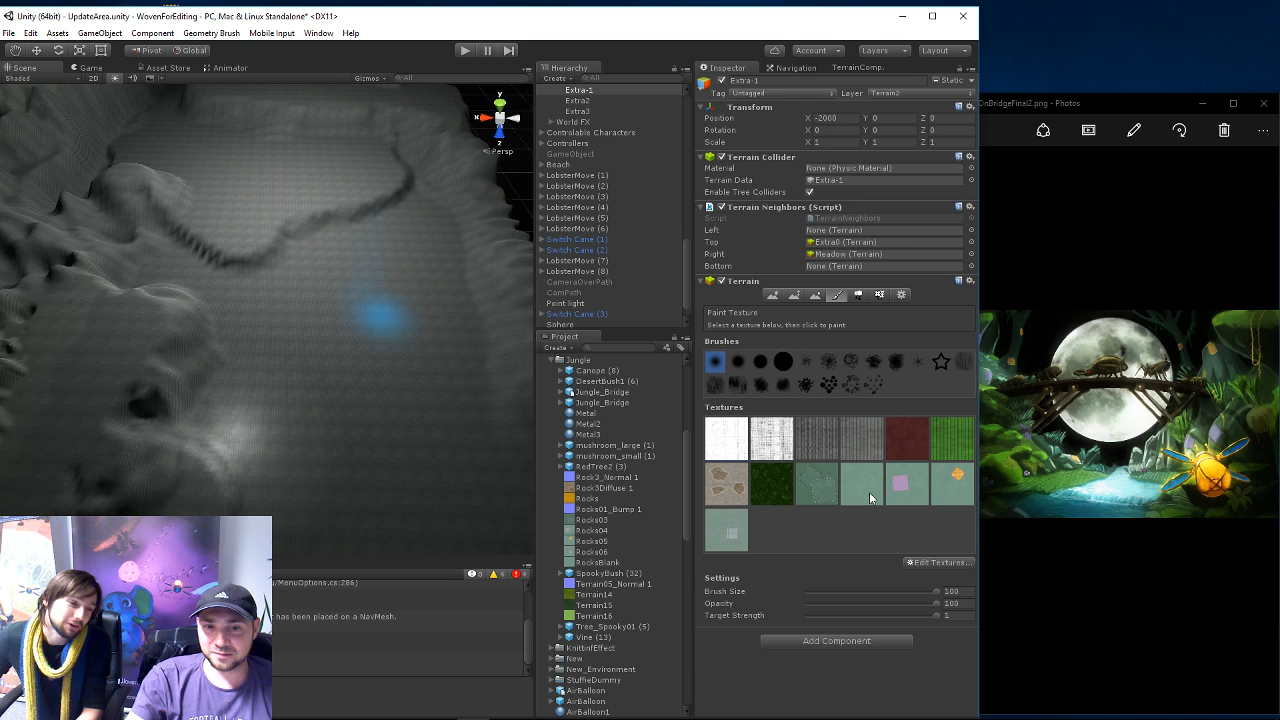 Unity (64bit) - UpdateArea.unity - WovenForEditing - PC, Mac & Linux Standalone* <DX11>
File Edit Assets GameObject Component Geometry Brush Mobile Input Window Help
Pivot Global Account Layers Layout
Scene Game Asset Store Animator
Shaded 2D Gizmos All
y
x
z
Persp
Hierarchy
Create All
Extra-1
Extra2
Extra3
World FX
Controlable Characters
Controllers
GameObject
Beach
LobsterMove (1)
LobsterMove (2)
LobsterMove (3)
LobsterMove (4)
LobsterMove (5)
LobsterMove (6)
Switch Cane (1)
Switch Cane (2)
LobsterMove (7)
LobsterMove (8)
CameraOverPath
CamPath
Point light
Switch Cane (3)
Sphere
Project
Create
Jungle
Canope (8)
DesertBush1 (6)
Jungle_Bridge
Jungle_Bridge
Metal
Metal2
Metal3
mushroom_large (1)
mushroom_small (1)
RedTree2 (3)
Rock3_Normal 1
Rock3Diffuse 1
Rocks
Rocks01_Bump 1
Rocks03
Rocks04
Rocks05
Rocks06
RocksBlank
SpookyBush (32)
Terrain05_Normal 1
Terrain14
Terrain15
Terrain16
Tree_Spooky01 (5)
Vine (13)
KnittinfEffect
New
New_Environment
StuffieDummy
AirBalloon
AirBalloon
AirBalloon1
Inspector Navigation TerrainComp.
Extra-1 Static
Tag Untagged Layer Terrain2
Transform
Position X -2000 Y 0 Z 0
Rotation X 0 Y 0 Z 0
Scale X 1 Y 1 Z 1
Terrain Collider
Material None (Physic Material)
Terrain Data Extra-1
Enable Tree Colliders
Terrain Neighbors (Script)
Script TerrainNeighbors
Left None (Terrain)
Top Extra0 (Terrain)
Right Meadow (Terrain)
Bottom None (Terrain)
Terrain
Paint Texture
Select a texture below, then click to paint
Brushes
Textures
Edit Textures...
Settings
Brush Size 100
Opacity 100
Target Strength 1
Add Component
OnBridgeFinal2.png - Photos
0 4 4
/MenuOptions.cs:286)
has been placed on a NavMesh.